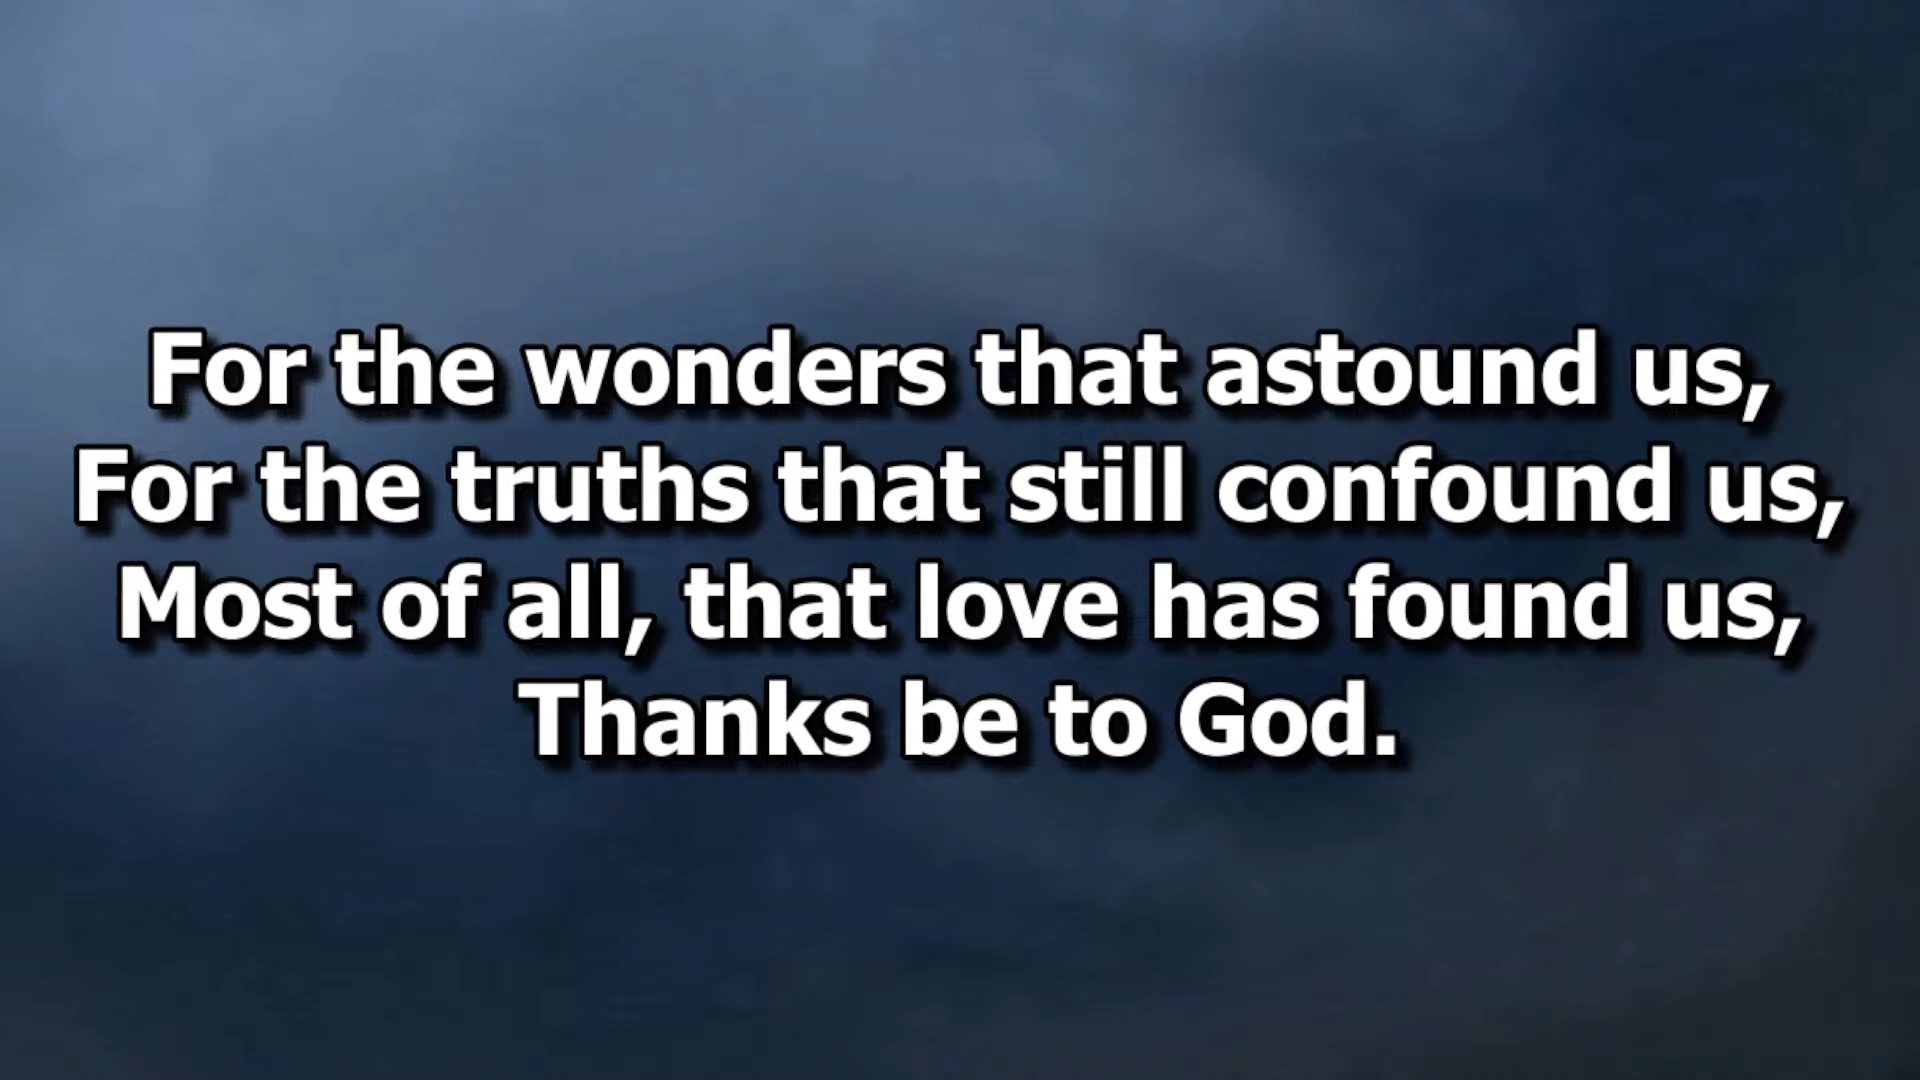 For the wonders that astound us,
For the truths that still confound us,
Most of all, that love has found us,
Thanks be to God.